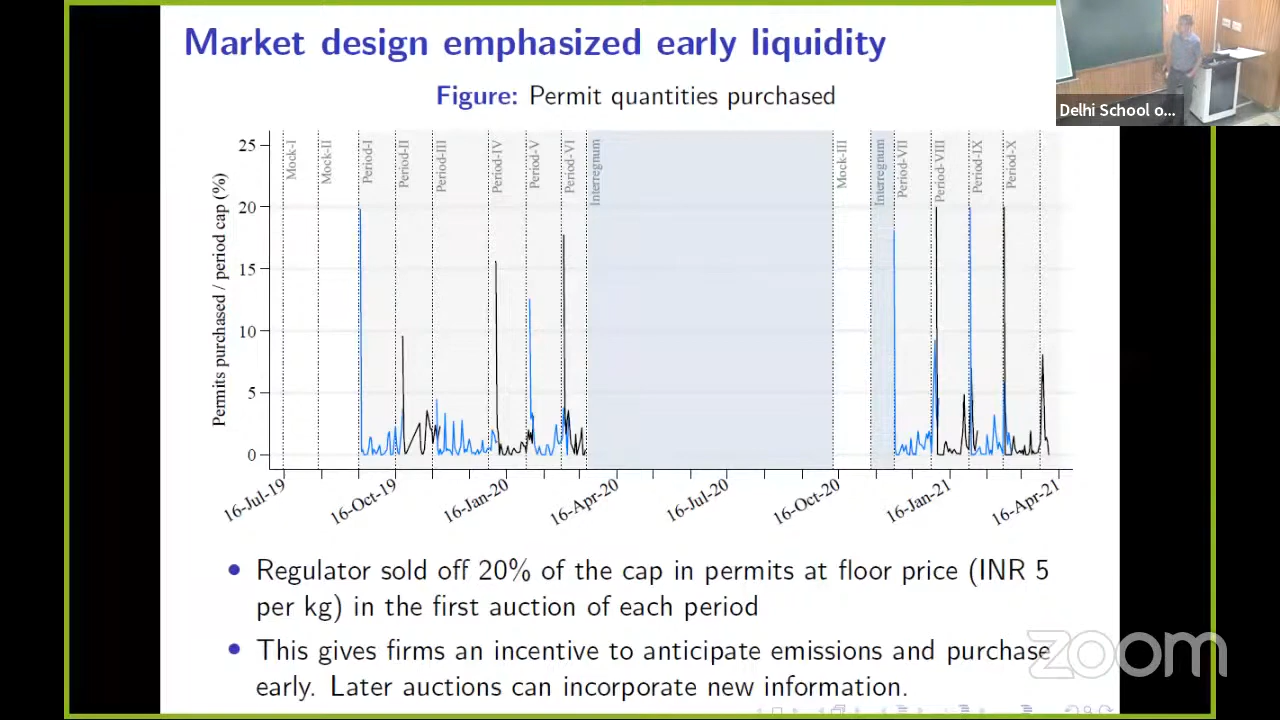 Market design emphasized early liquidity
Delhi School o...
Figure: Permit quantities purchased
Permits purchased / period cap (%)
25
20
15
10
5
0
Mock-I
Mock-II
Period-I
Period-II
Period-III
Period-IV
Period-V
Period-VI
Interregnum
Mock-III
Interregnum
Period-VII
Period-VIII
Period-IX
Period-X
16-Jul-19
16-Oct-19
16-Jan-20
16-Apr-20
16-Jul-20
16-Oct-20
16-Jan-21
16-Apr-21
• Regulator sold off 20% of the cap in permits at floor price (INR 5
per kg) in the first auction of each period
• This gives firms an incentive to anticipate emissions and purchase
early. Later auctions can incorporate new information.
zoom